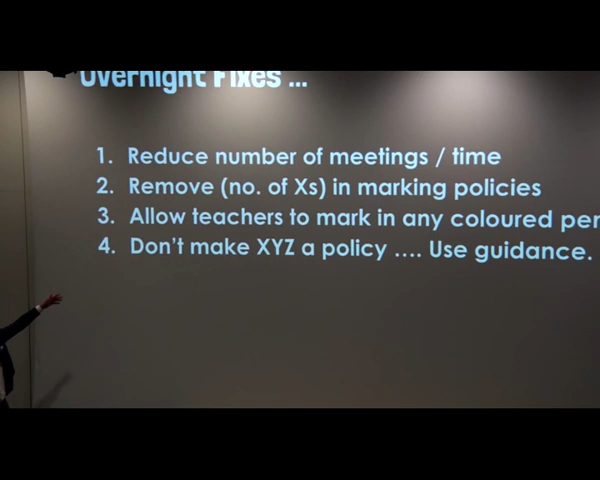 Overnight Fixes ...
1. Reduce number of meetings / time
2. Remove (no. of Xs) in marking policies
3. Allow teachers to mark in any coloured pen
4. Don't make XYZ a policy .... Use guidance.